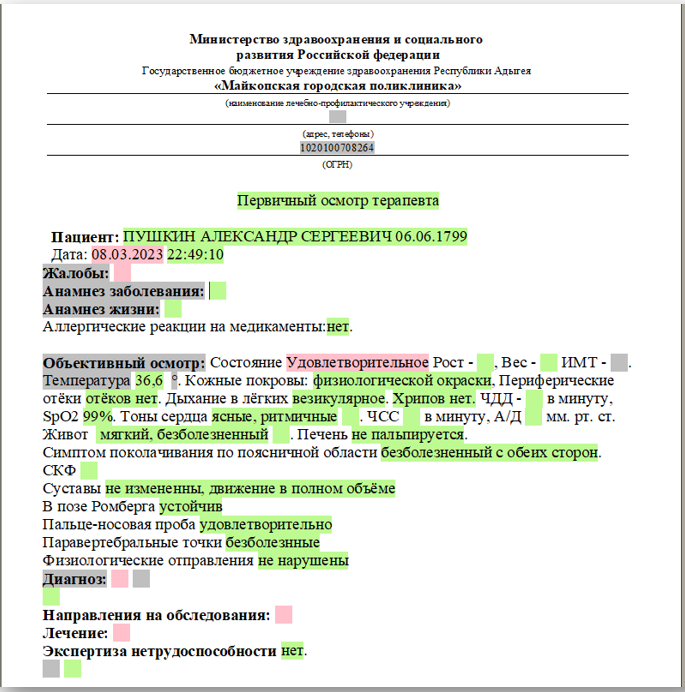 Министерство здравоохранения и социального
развития Российской федерации
Государственное бюджетное учреждение здравоохранения Республики Адыгея
«Майкопская городская поликлиника»
(наименование лечебно-профилактического учреждения)
(адрес, телефоны)
1020100708264
(ОГРН)
Первичный осмотр терапевта
Пациент: ПУШКИН АЛЕКСАНДР СЕРГЕЕВИЧ 06.06.1799
Дата: 08.03.2023 22:49:10
Жалобы:
Анамнез заболевания:
Анамнез жизни:
Аллергические реакции на медикаменты:нет.
Объективный осмотр: Состояние Удовлетворительное Рост - , Вес - ИМТ - .
Температура 36,6 °. Кожные покровы: физиологической окраски, Периферические
отёки отёков нет. Дыхание в лёгких везикулярное. Хрипов нет. ЧДД - в минуту,
SpO2 99%. Тоны сердца ясные, ритмичные . ЧСС в минуту, А/Д мм. рт. ст.
Живот мягкий, безболезненный . Печень не пальпируется.
Симптом поколачивания по поясничной области безболезненный с обеих сторон.
СКФ
Суставы не измененны, движение в полном объёме
В позе Ромберга устойчив
Пальце-носовая проба удовлетворительно
Паравертебральные точки безболезнные
Физиологические отправления не нарушены
Диагноз:
Направления на обследования:
Лечение:
Экспертиза нетрудоспособности нет.